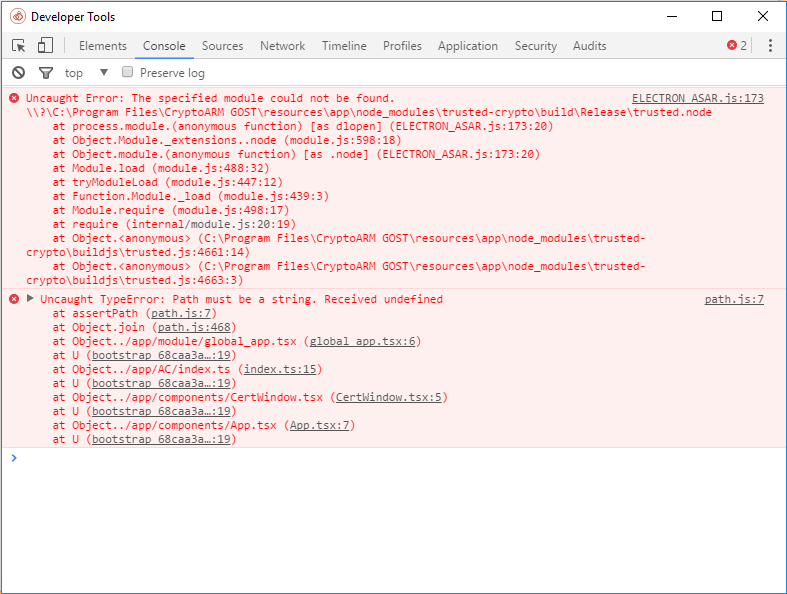 Developer Tools
Elements Console Sources Network Timeline Profiles Application Security Audits 2
top Preserve log
Uncaught Error: The specified module could not be found. ELECTRON_ASAR.js:173
\\?\C:\Program Files\CryptoARM GOST\resources\app\node_modules\trusted-crypto\build\Release\trusted.node
at process.module.(anonymous function) [as dlopen] (ELECTRON_ASAR.js:173:20)
at Object.Module._extensions..node (module.js:598:18)
at Object.module.(anonymous function) [as .node] (ELECTRON_ASAR.js:173:20)
at Module.load (module.js:488:32)
at tryModuleLoad (module.js:447:12)
at Function.Module._load (module.js:439:3)
at Module.require (module.js:498:17)
at require (internal/module.js:20:19)
at Object.<anonymous> (C:\Program Files\CryptoARM GOST\resources\app\node_modules\trusted-
crypto\buildjs\trusted.js:4661:14)
at Object.<anonymous> (C:\Program Files\CryptoARM GOST\resources\app\node_modules\trusted-
crypto\buildjs\trusted.js:4663:3)
Uncaught TypeError: Path must be a string. Received undefined path.js:7
at assertPath (path.js:7)
at Object.join (path.js:468)
at Object../app/module/global_app.tsx (global_app.tsx:6)
at U (bootstrap 68caa3a…:19)
at Object../app/AC/index.ts (index.ts:15)
at U (bootstrap 68caa3a…:19)
at Object../app/components/CertWindow.tsx (CertWindow.tsx:5)
at U (bootstrap 68caa3a…:19)
at Object../app/components/App.tsx (App.tsx:7)
at U (bootstrap 68caa3a…:19)